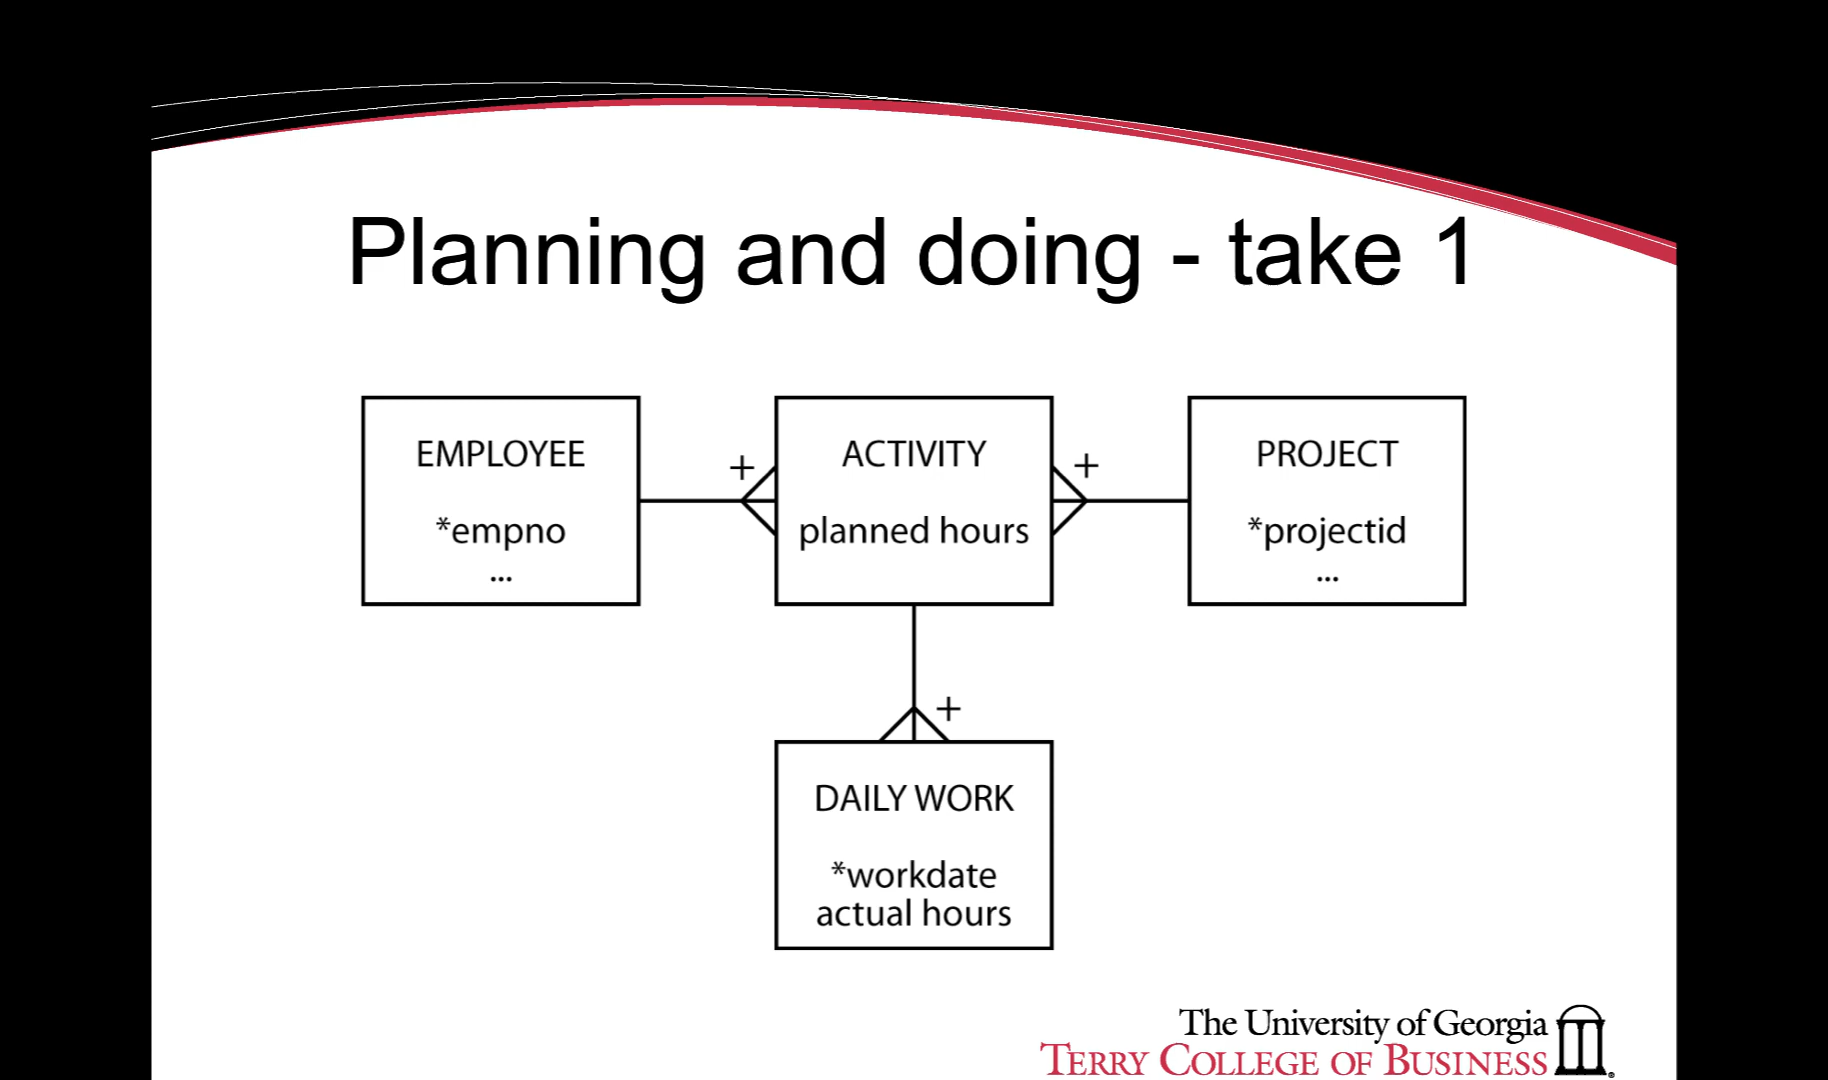 Planning and doing - take 1
EMPLOYEE
*empno
...
+
ACTIVITY
planned hours
+
PROJECT
*projectid
...
+
DAILY WORK
*workdate
actual hours
The University of Georgia
TERRY COLLEGE OF BUSINESS